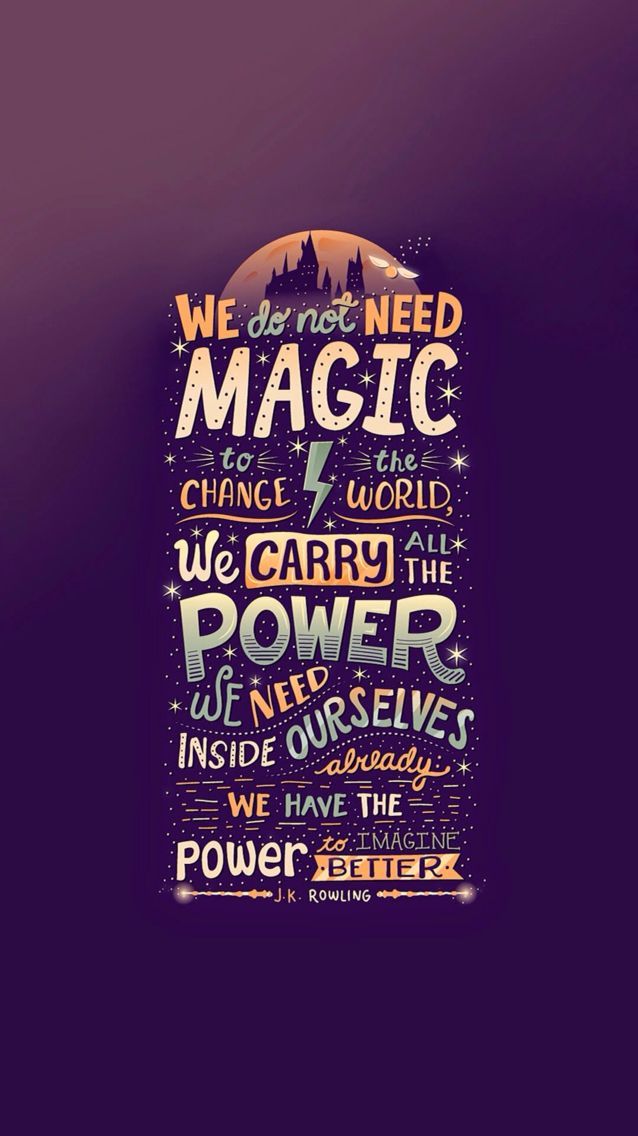 WE do not NEED
MAGIC
to the
CHANGE WORLD,
We CARRY ALL THE
POWER
WE NEED
INSIDE OURSELVES
already.
WE HAVE THE
POWER to IMAGINE
BETTER.
J.K. ROWLING